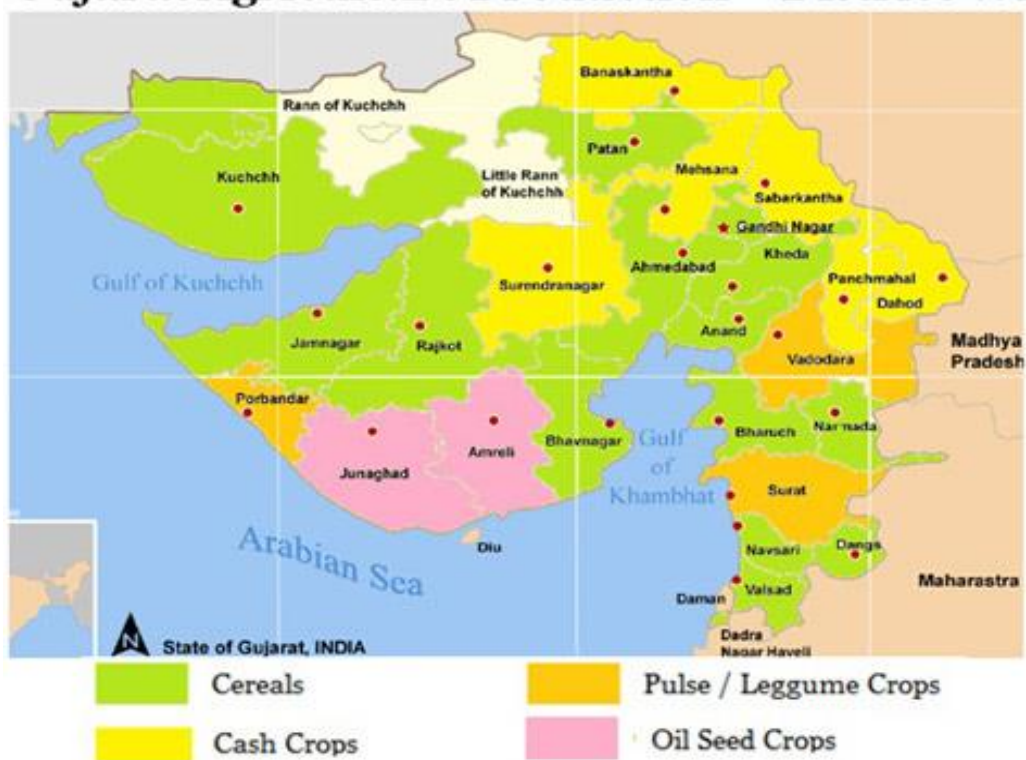 Banaskantha
Rann of Kuchchh
Patan
Mehsana
Kuchchh
Little Rann
of Kuchchh
Sabarkantha
Gandhi Nagar
Ahmedabad
Kheda
Gulf of Kuchchh
Surendranagar
Panchmahal
Dahod
Jamnagar
Rajkot
Anand
Vadodara
Madhya
Pradesh
Porbandar
Junaghad
Amreli
Bhavnagar
Gulf
of
Khambhat
Bharuch
Narmada
Surat
Arabian Sea
Diu
Navsari
Dangs
Daman
Valsad
Maharastra
Dadra
Nagar Haveli
N
State of Gujarat, INDIA
Cereals
Pulse / Leggume Crops
Cash Crops
Oil Seed Crops